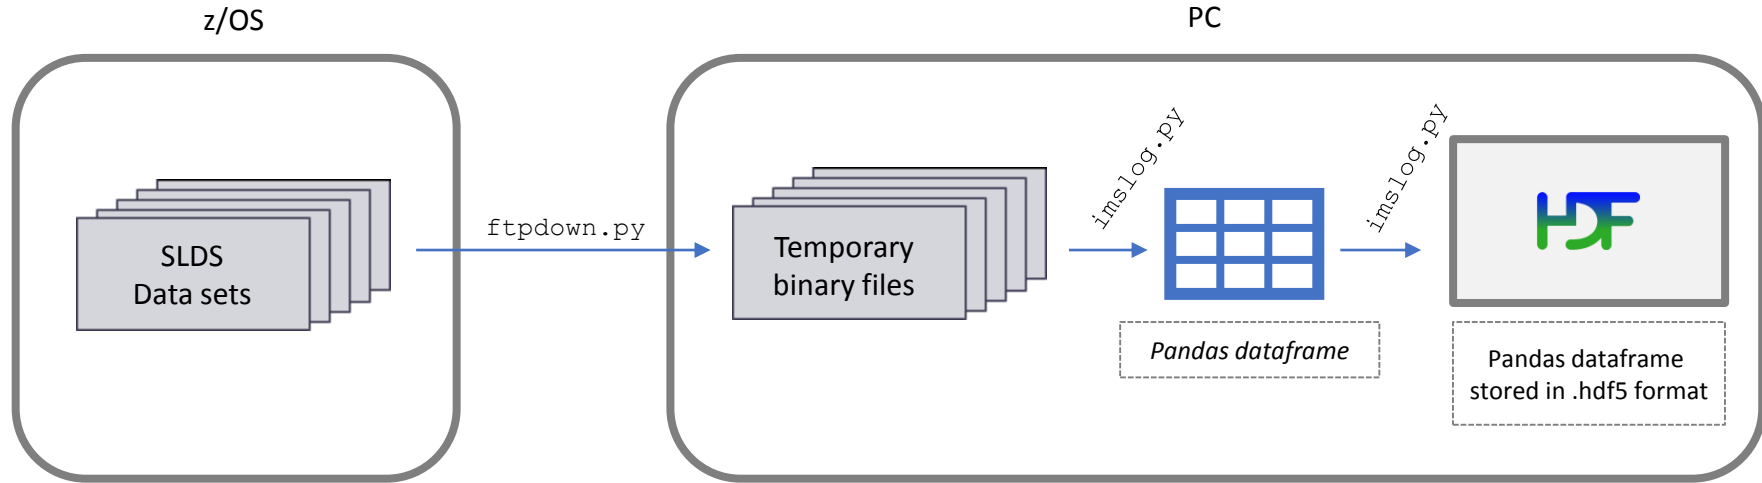 z/OS
PC
SLDS
Data sets
ftpdown.py
Temporary
binary files
imslog.py
Pandas dataframe
imslog.py
HDF
Pandas dataframe
stored in .hdf5 format